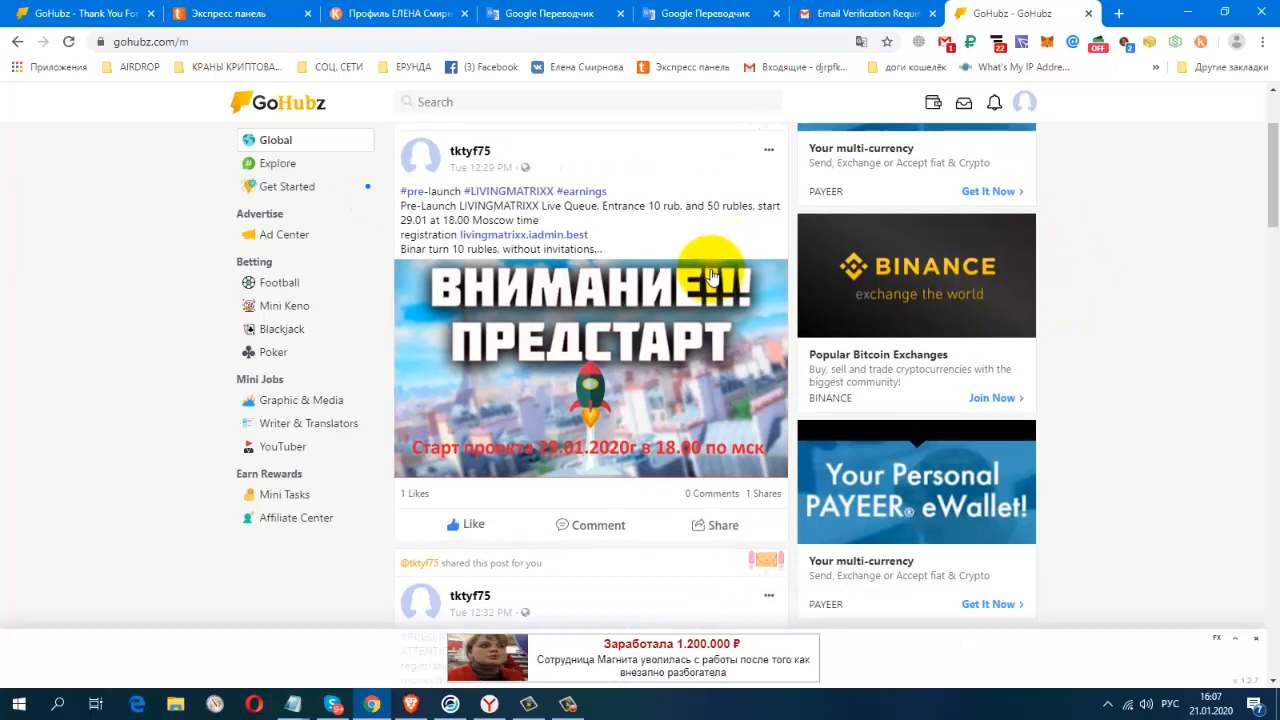 GoHubz - Thank You For
Экспресс панель
Профиль ЕЛЕНА Смирн
Google Переводчик
Google Переводчик
Email Verification Requi
GoHubz
gohubz.com/m
1
22
OFF
2
Приложения
AIRDROP
КРАНЫ КРИПТОВА...
СОЦ. СЕТИ
ЕРУНДА
(3) Facebook
Елена Смирнова
Экспресс панель
Входящие - djrpfk...
доги кошелёк
What's My IP Addre...
Другие закладки
GoHubz
Search
Global
Explore
Get Started
Advertise
Ad Center
Betting
Football
Mini Keno
Blackjack
Poker
Mini Jobs
Graphic & Media
Writer & Translators
YouTuber
Earn Rewards
Mini Tasks
Affiliate Center
tktyf75
Tue 12:29 PM
#pre-launch #LIVINGMATRIXX #earnings
Pre-Launch LIVINGMATRIXX Live Queue, Entrance 10 rub. and 50 rubles, start
29.01 at 18.00 Moscow time
registration livingmatrixx.iadmin.best
Binar turn 10 rubles, without invitations...
ВНИМАНИЕ!!!
ПРЕДСТАРТ
Старт проекта 29.01.2020г в 18.00 по мск
1 Likes
0 Comments
1 Shares
Like
Comment
Share
@tktyf75 shared this post for you
tktyf75
Tue 12:32 PM
Your multi-currency
Send, Exchange or Accept fiat & Crypto
PAYEER
Get It Now
BINANCE
exchange the world
Popular Bitcoin Exchanges
Buy, sell and trade cryptocurrencies with the
biggest community!
BINANCE
Join Now
Your Personal
PAYEER® eWallet!
Your multi-currency
Send, Exchange or Accept fiat & Crypto
PAYEER
Get It Now
Заработала 1.200.000 ₽
Сотрудница Магнита уволилась с работы после того как
внезапно разбогатела
FX
v. 1.2.7
РУС
16:07
21.01.2020